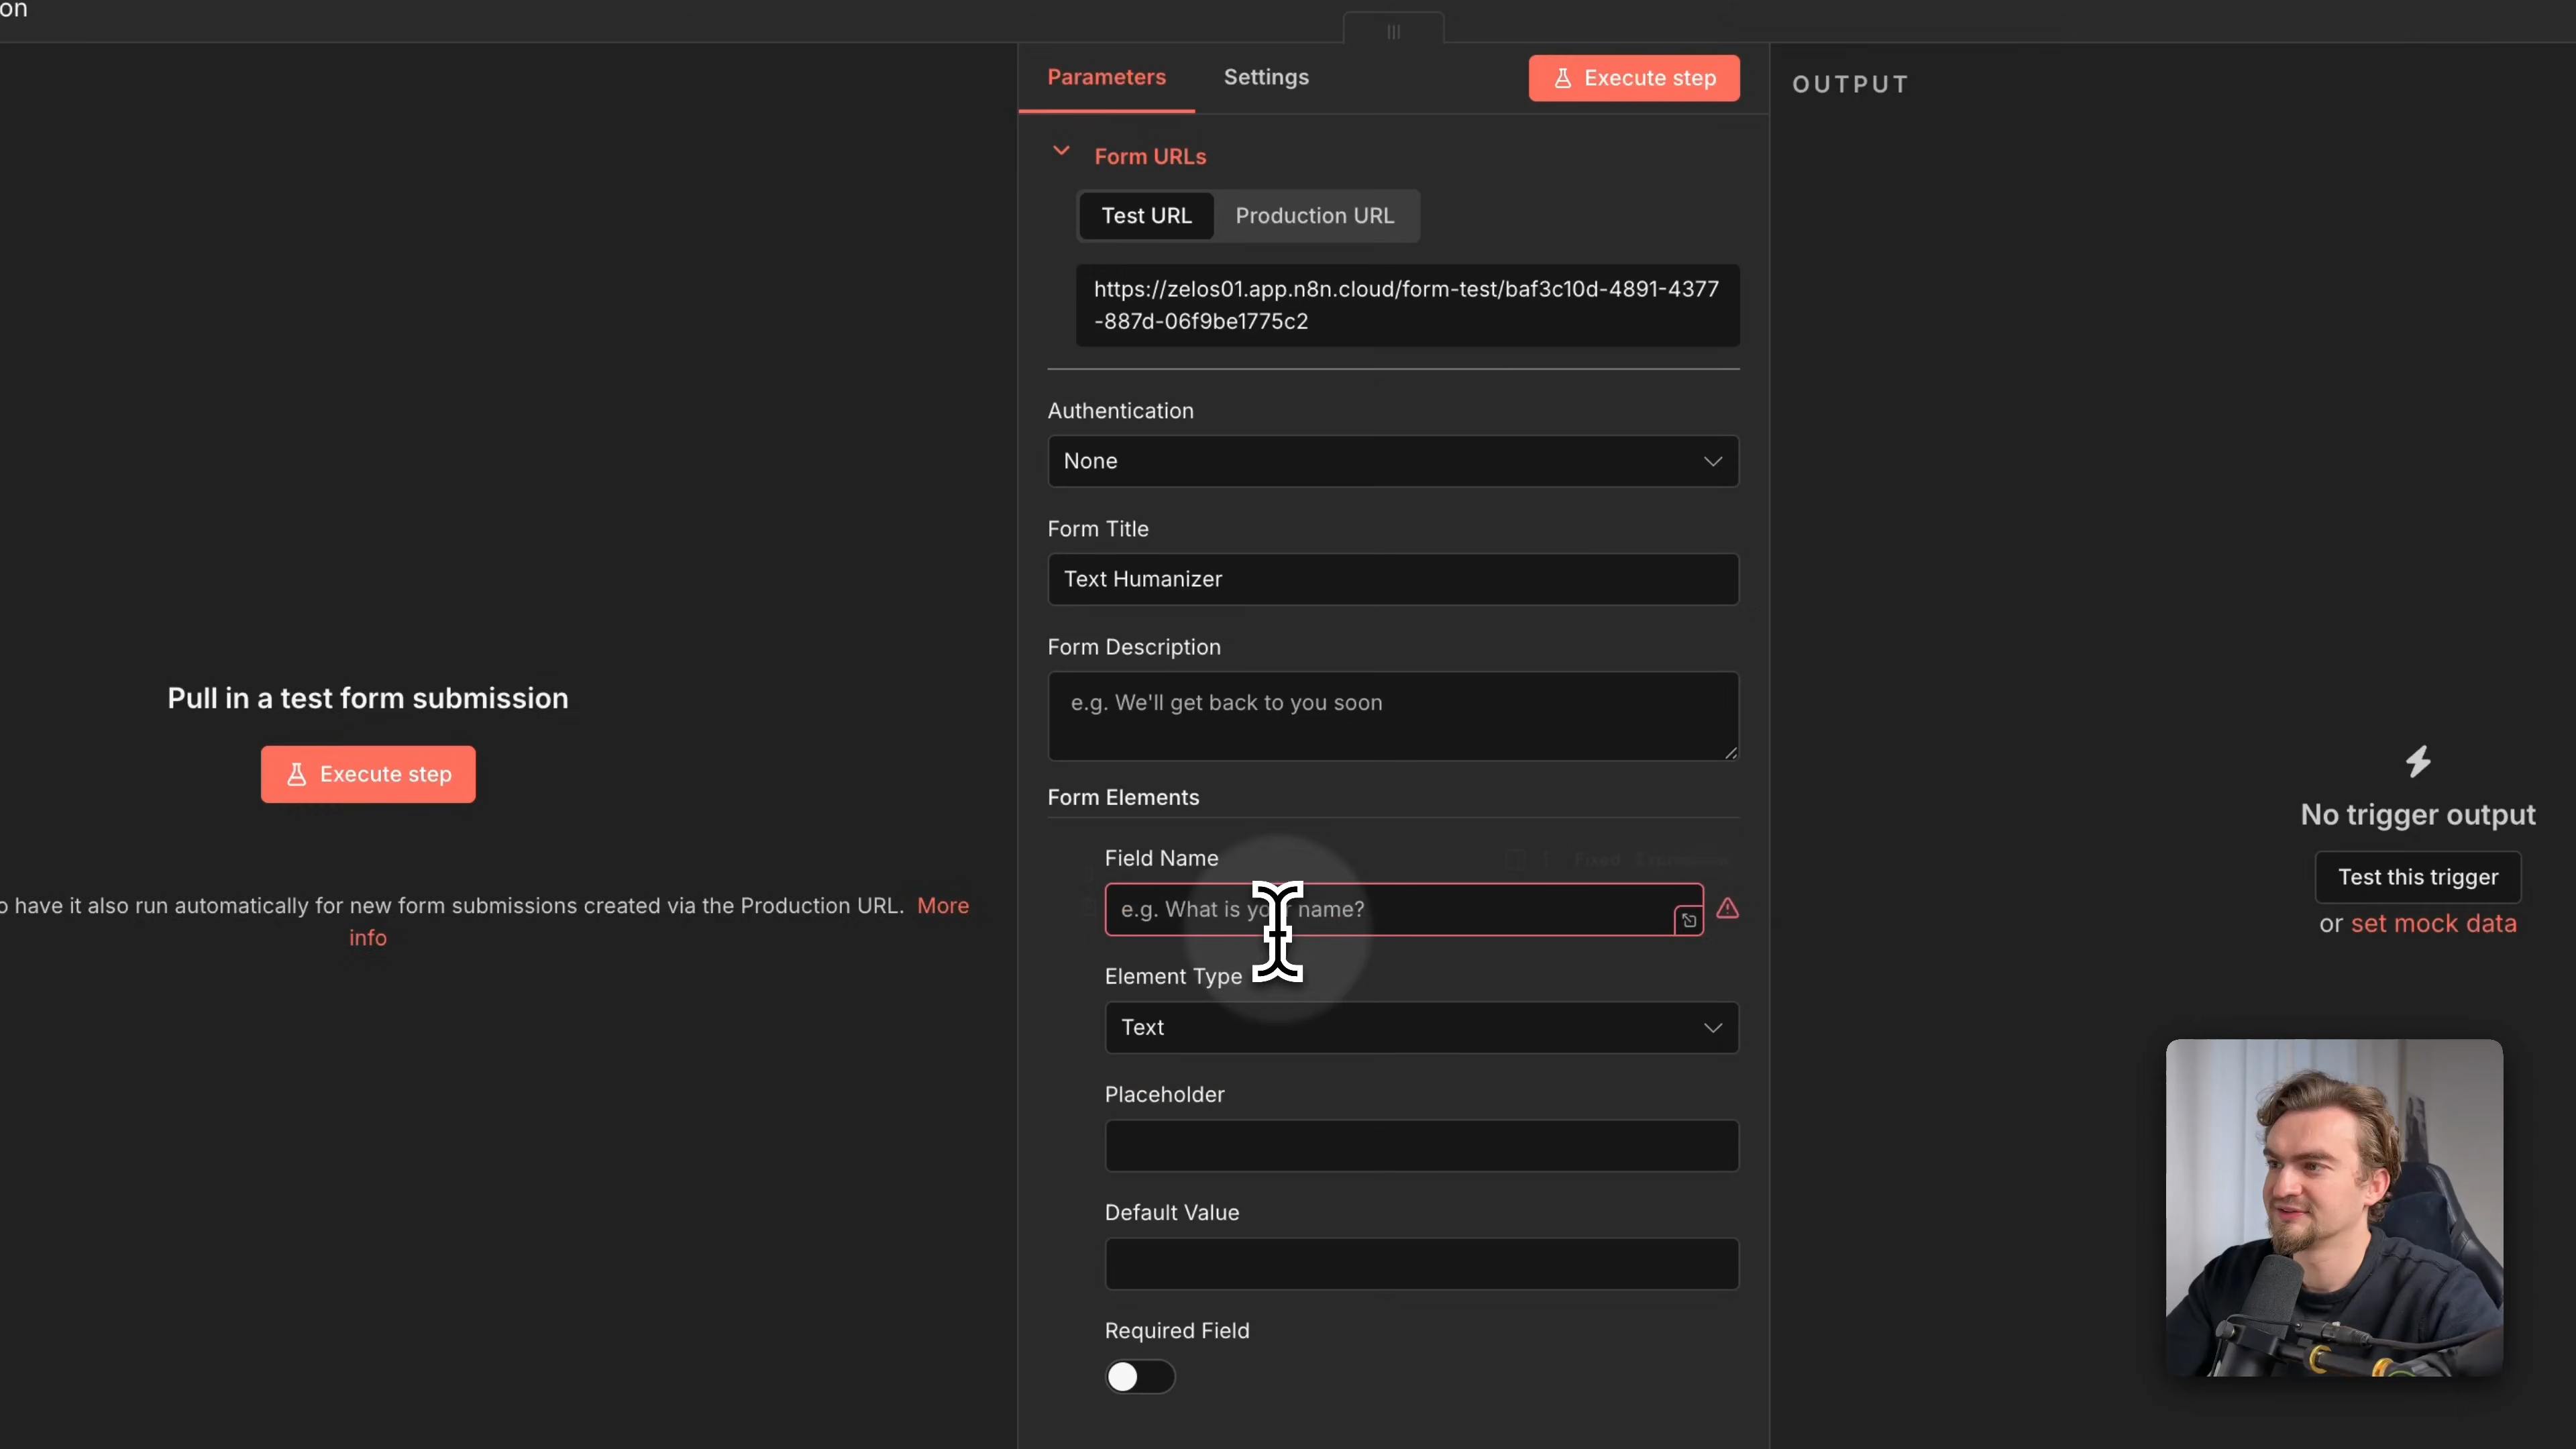 on
Parameters
Settings
Execute step
OUTPUT
Form URLs
Test URL
Production URL
https://zelos01.app.n8n.cloud/form-test/baf3c10d-4891-4377
-887d-06f9be1775c2
Authentication
None
Form Title
Text Humanizer
Form Description
e.g. We'll get back to you soon
Pull in a test form submission
Execute step
o have it also run automatically for new form submissions created via the Production URL. More
info
Form Elements
Field Name
Fixed Expression
e.g. What is your name?
Element Type
Text
Placeholder
Default Value
Required Field
No trigger output
Test this trigger
or set mock data